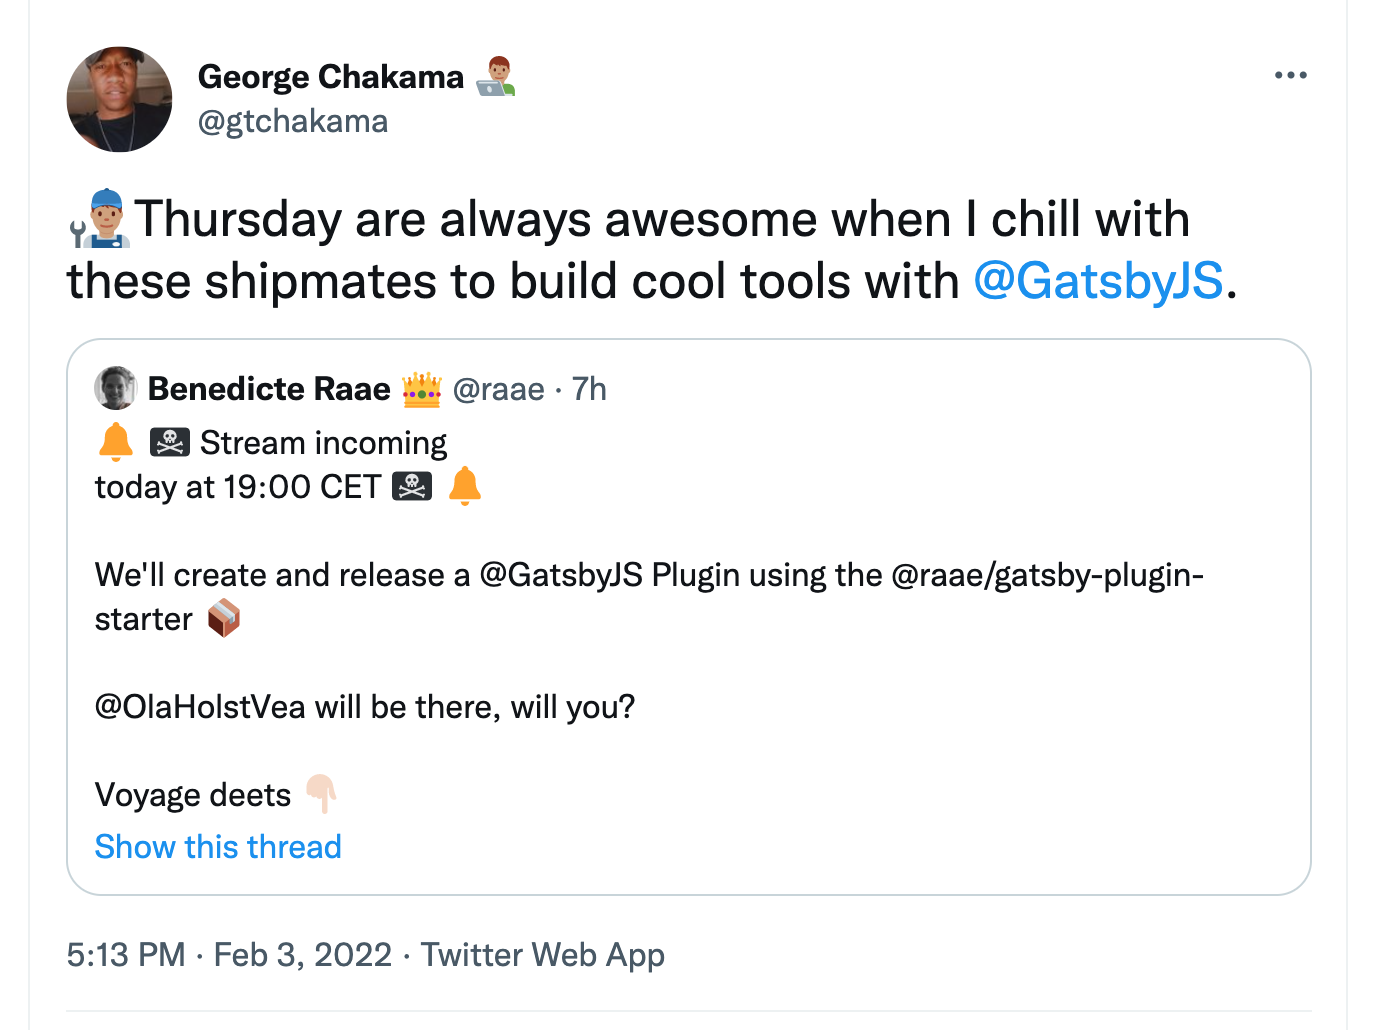 George Chakama 👨🏽‍💻
@gtchakama
👨🏽‍🔧Thursday are always awesome when I chill with
these shipmates to build cool tools with @GatsbyJS.
Benedicte Raae 👑 @raae · 7h
🔔 🏴‍☠️ Stream incoming
today at 19:00 CET 🏴‍☠️ 🔔
We'll create and release a @GatsbyJS Plugin using the @raae/gatsby-plugin-
starter 📦
@OlaHolstVea will be there, will you?
Voyage deets 👇🏻
Show this thread
5:13 PM · Feb 3, 2022 · Twitter Web App